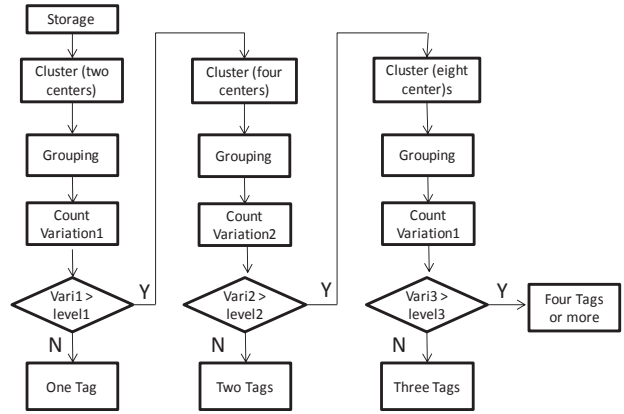 Storage
Cluster (two
centers)
Grouping
Count
Variation1
Vari1 >
level1
Y
N
One Tag
Cluster (four
centers)
Grouping
Count
Variation2
Vari2 >
level2
Y
N
Two Tags
Cluster (eight
center)s
Grouping
Count
Variation1
Vari3 >
level3
Y
N
Three Tags
Four Tags
or more